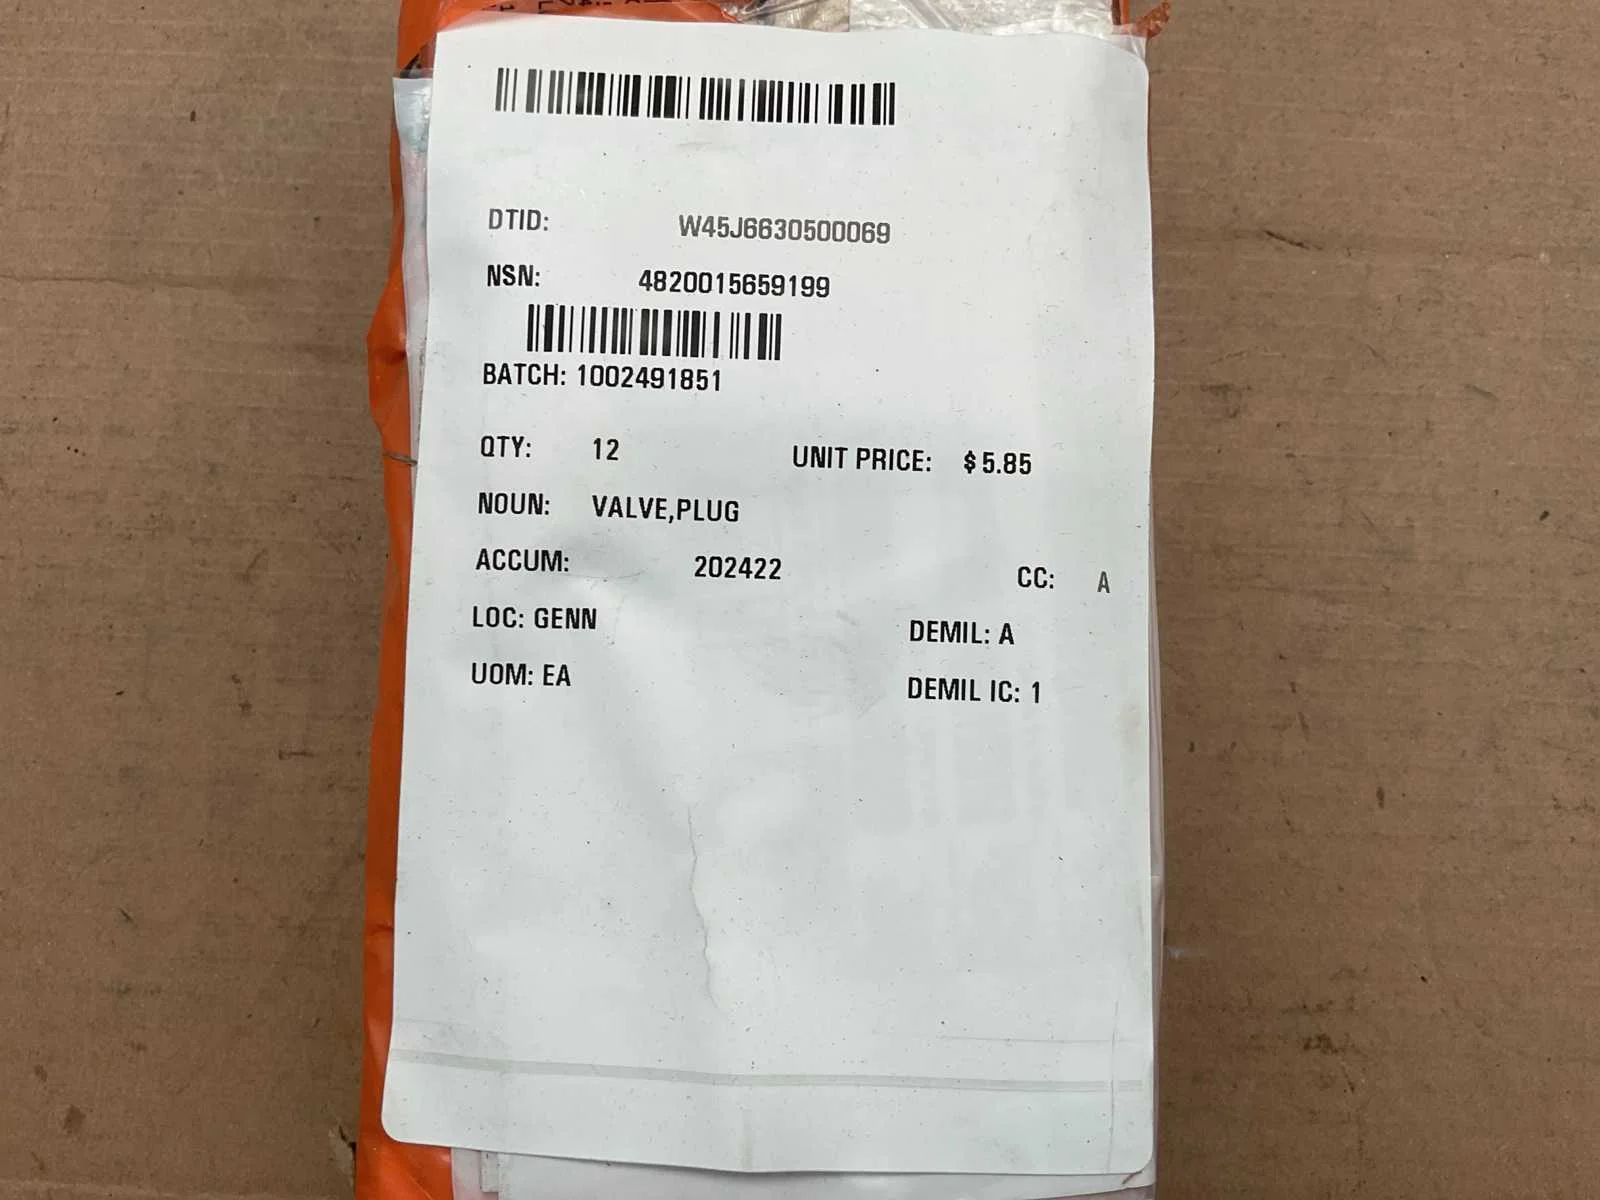 DTID: W45J6630500069
NSN: 4820015659199
BATCH: 1002491851
QTY: 12 UNIT PRICE: $ 5.85
NOUN: VALVE,PLUG
ACCUM: 202422 CC: A
LOC: GENN DEMIL: A
UOM: EA DEMIL IC: 1